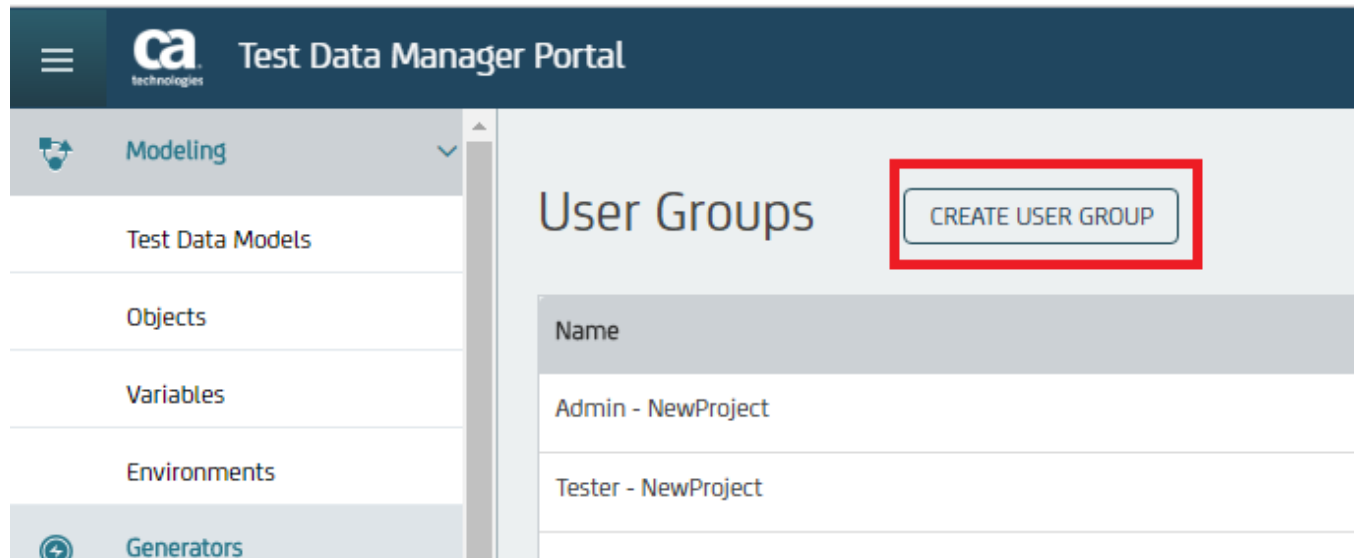 ca
technologies
Test Data Manager Portal
Modeling
Test Data Models
Objects
Variables
Environments
Generators
User Groups
CREATE USER GROUP
Name
Admin - NewProject
Tester - NewProject